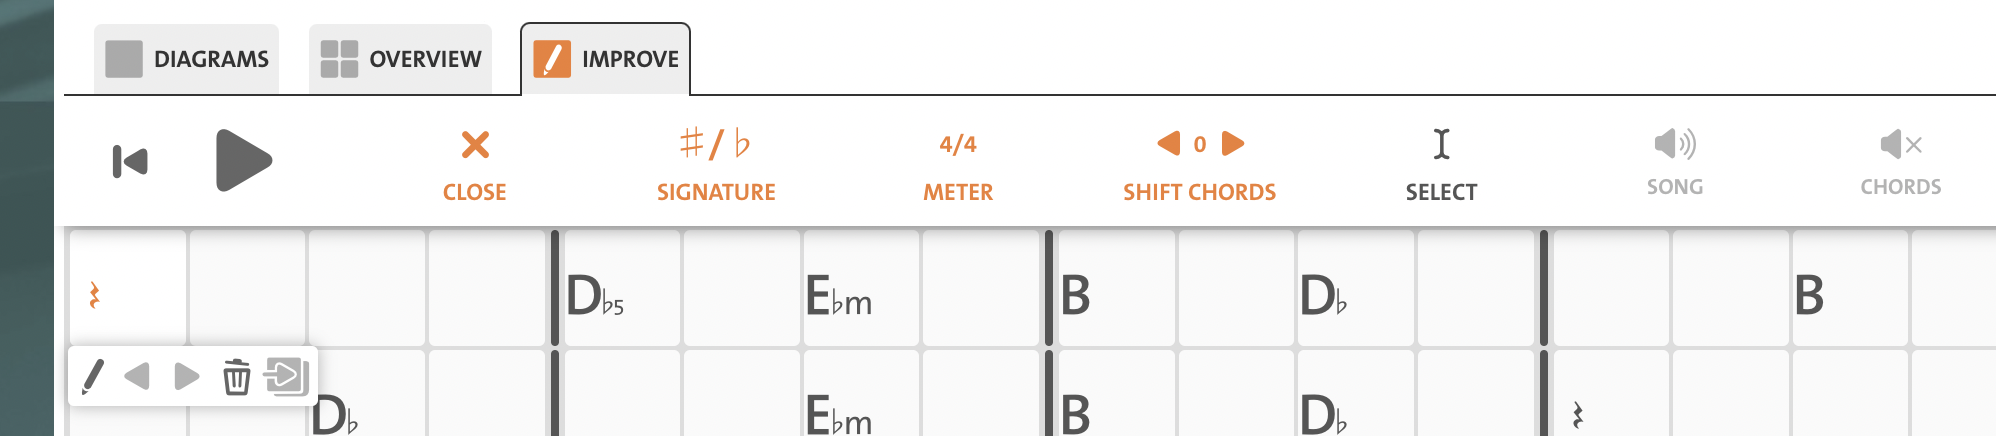 DIAGRAMS OVERVIEW IMPROVE
♯/♭ 4/4 0
CLOSE SIGNATURE METER SHIFT CHORDS SELECT SONG CHORDS
D♭5 E♭m B D♭ B
D♭ E♭m B D♭